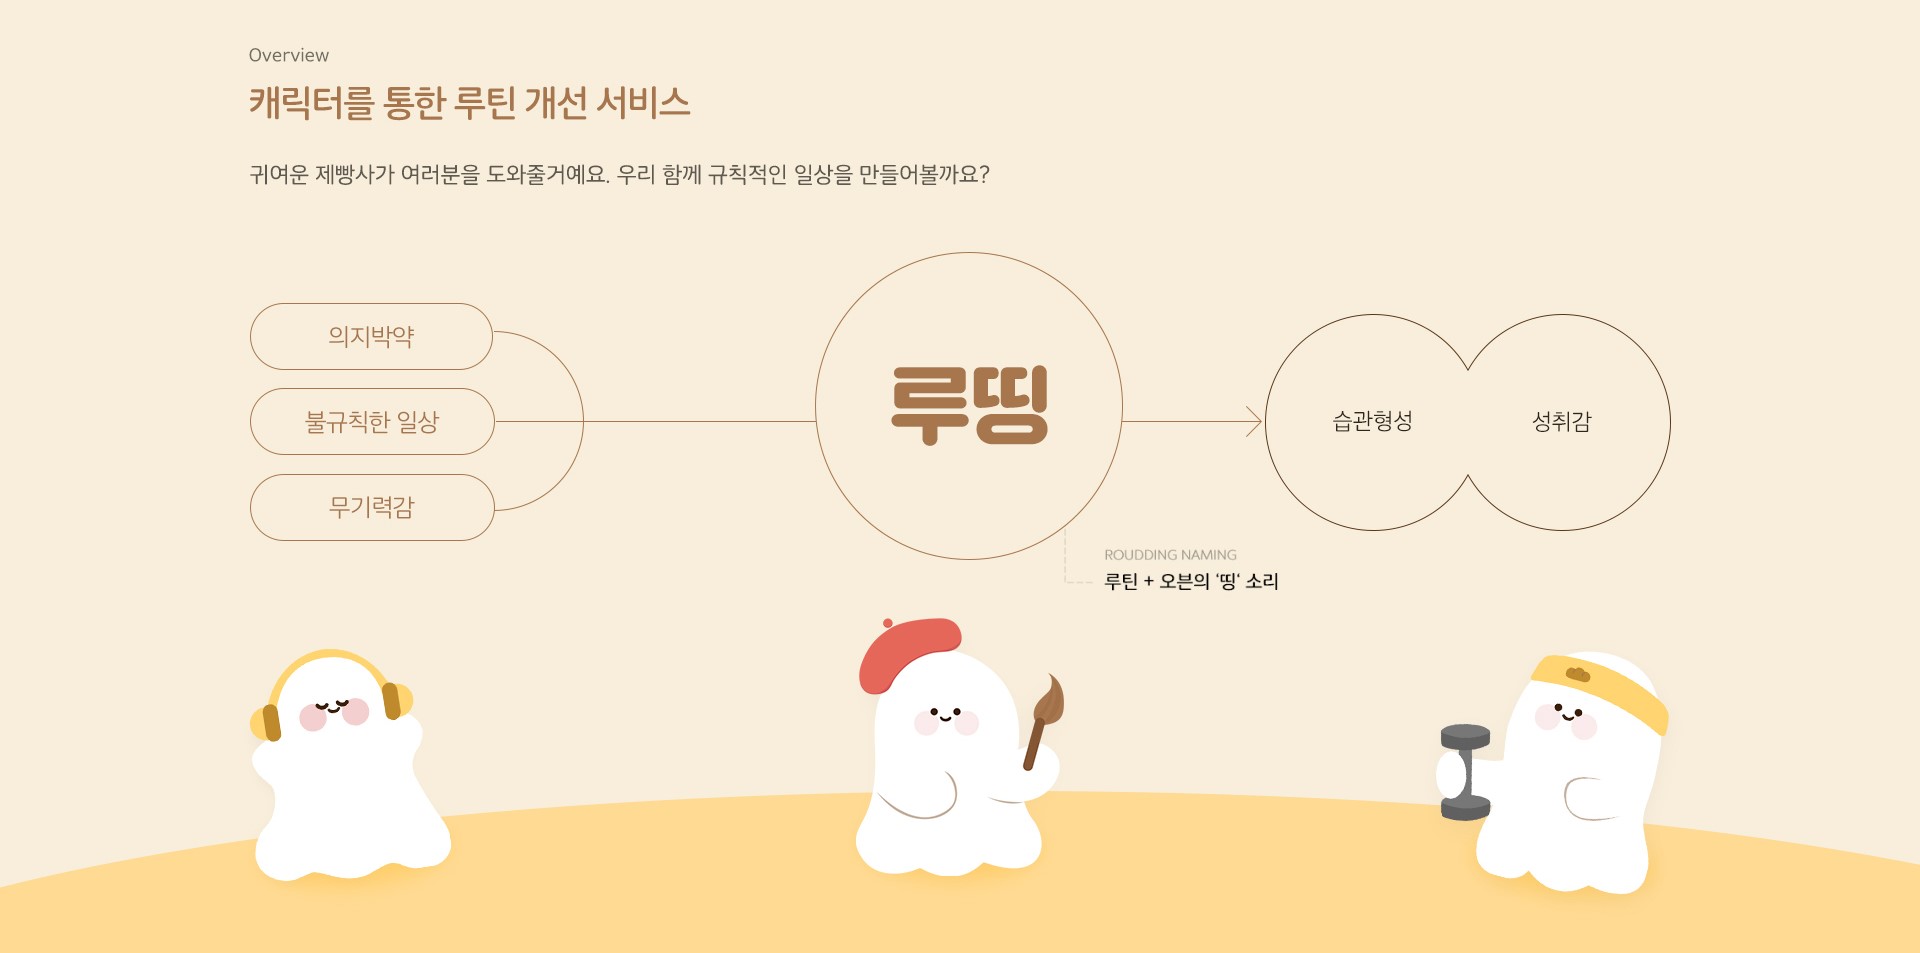 Overview
캐릭터를 통한 루틴 개선 서비스
귀여운 제빵사가 여러분을 도와줄거예요. 우리 함께 규칙적인 일상을 만들어볼까요?
의지박약
불규칙한 일상
무기력감
루띵
습관형성
성취감
ROUDDING NAMING
루틴 + 오븐의 ‘띵‘ 소리